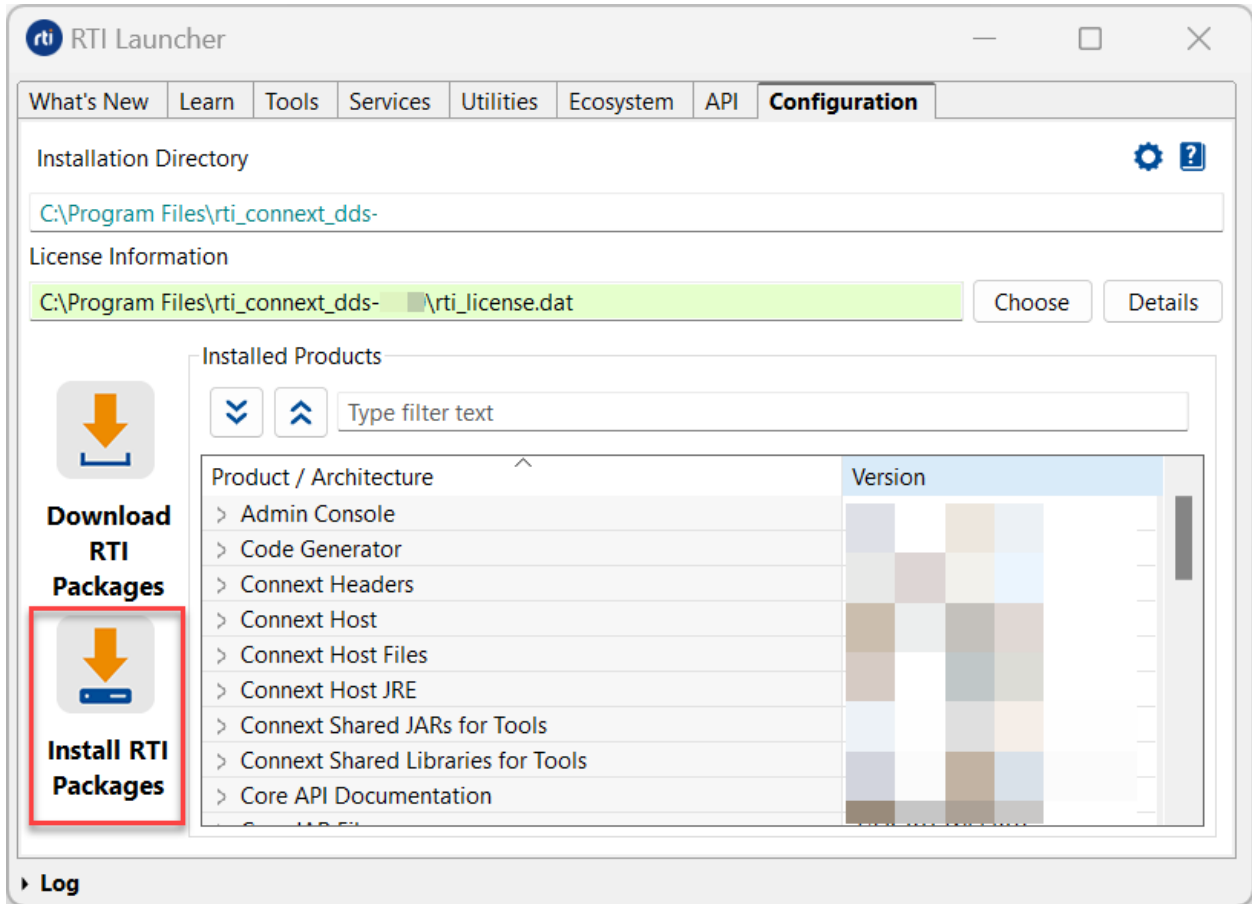 rti RTI Launcher
What's New Learn Tools Services Utilities Ecosystem API Configuration
Installation Directory
C:\Program Files\rti_connext_dds-
License Information
C:\Program Files\rti_connext_dds- \rti_license.dat Choose Details
Installed Products
Type filter text
Product / Architecture Version
Admin Console
Code Generator
Connext Headers
Connext Host
Connext Host Files
Connext Host JRE
Connext Shared JARs for Tools
Connext Shared Libraries for Tools
Core API Documentation
Download
RTI
Packages
Install RTI
Packages
Log